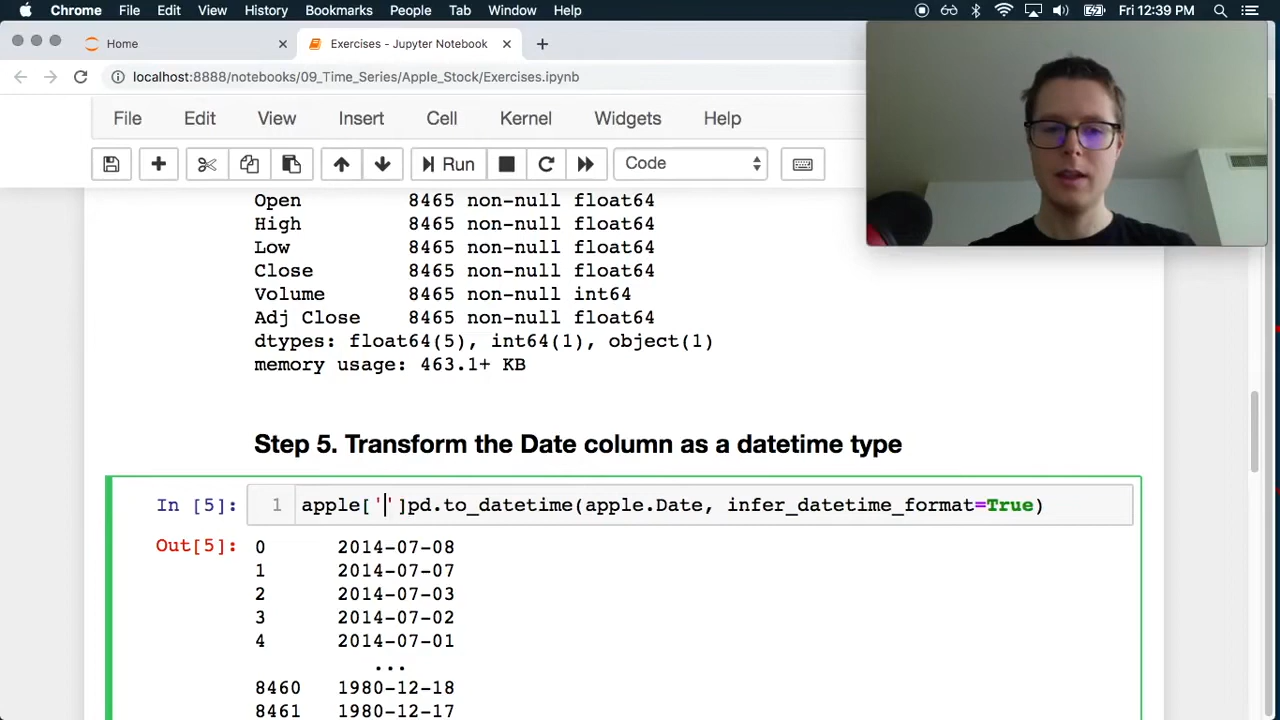 Chrome File Edit View History Bookmarks People Tab Window Help Fri 12:39 PM
Home Exercises - Jupyter Notebook
localhost:8888/notebooks/09_Time_Series/Apple_Stock/Exercises.ipynb
File Edit View Insert Cell Kernel Widgets Help
Run Code
Open 8465 non-null float64
High 8465 non-null float64
Low 8465 non-null float64
Close 8465 non-null float64
Volume 8465 non-null int64
Adj Close 8465 non-null float64
dtypes: float64(5), int64(1), object(1)
memory usage: 463.1+ KB
Step 5. Transform the Date column as a datetime type
In [5]: 1 apple['']pd.to_datetime(apple.Date, infer_datetime_format=True)
Out[5]: 0 2014-07-08
1 2014-07-07
2 2014-07-03
3 2014-07-02
4 2014-07-01
...
8460 1980-12-18
8461 1980-12-17